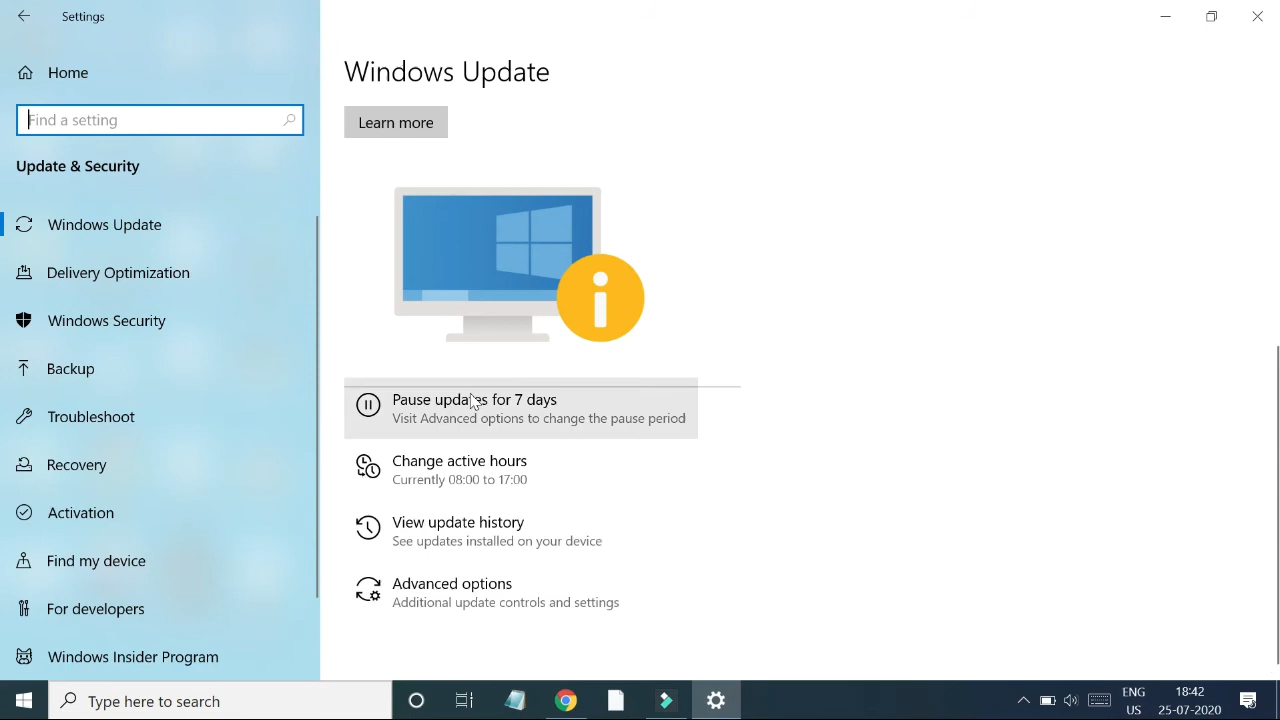 Settings
Home
Find a setting
Update & Security
Windows Update
Delivery Optimization
Windows Security
Backup
Troubleshoot
Recovery
Activation
Find my device
For developers
Windows Insider Program
Windows Update
Learn more
Pause updates for 7 days
Visit Advanced options to change the pause period
Change active hours
Currently 08:00 to 17:00
View update history
See updates installed on your device
Advanced options
Additional update controls and settings
Type here to search
ENG
US
18:42
25-07-2020